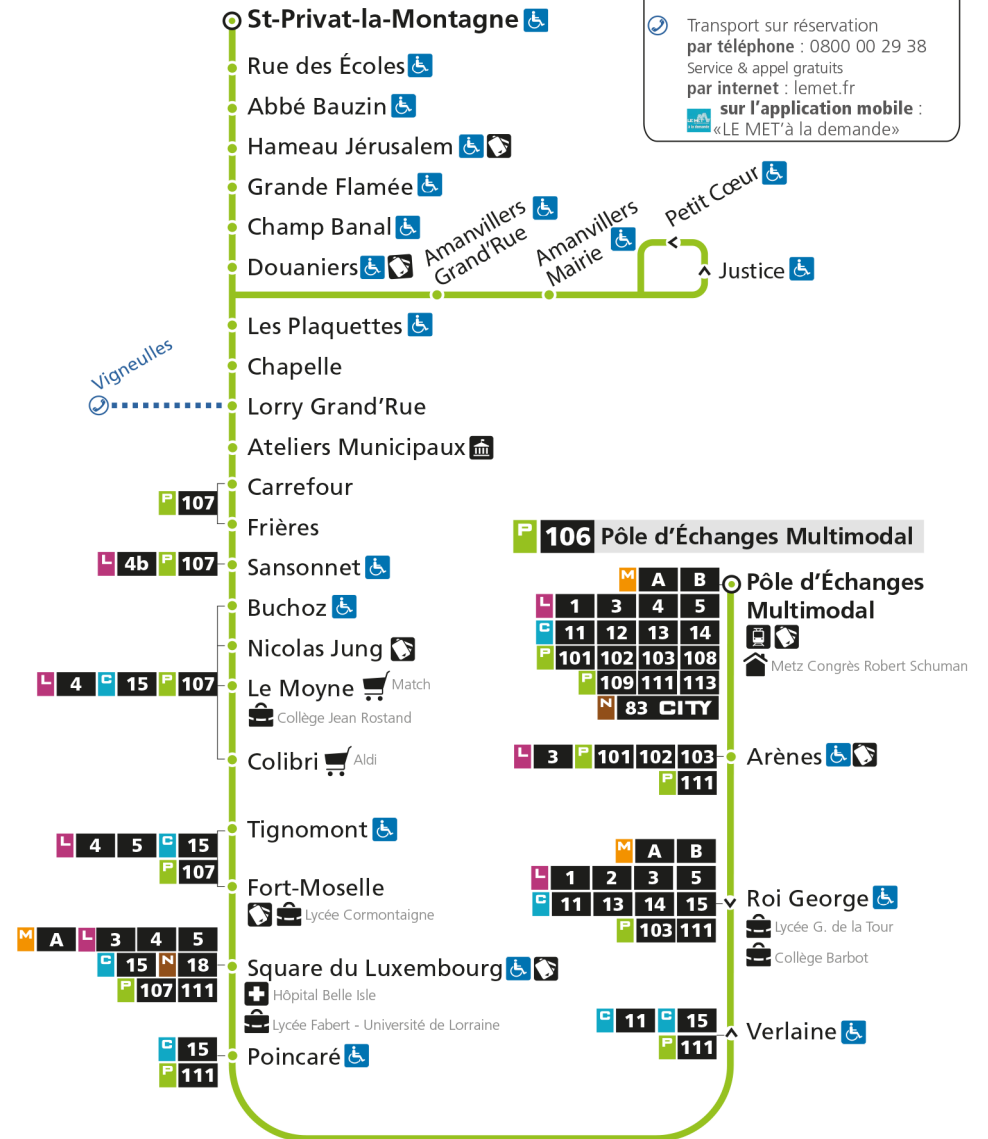 St-Privat-la-Montagne
Rue des Écoles
Abbé Bauzin
Hameau Jérusalem
Grande Flamée
Champ Banal
Douaniers
Transport sur réservation
par téléphone : 0800 00 29 38
Service & appel gratuits
par internet : lemet.fr
sur l'application mobile :
«LE MET'à la demande»
Amanvillers
Grand'Rue
Amanvillers
Mairie
Petit Cœur
Justice
Les Plaquettes
Chapelle
Vigneulles
Lorry Grand'Rue
Ateliers Municipaux
Carrefour
P 107
Frières
L 4b P 107
Sansonnet
Buchoz
Nicolas Jung
L 4 C 15 P 107
Le Moyne Match
Collège Jean Rostand
Colibri Aldi
L 4 5 C 15
P 107
Tignomont
Fort-Moselle
Lycée Cormontaigne
M A L 3 4 5
C 15 N 18
P 107 111
Square du Luxembourg
Hôpital Belle Isle
Lycée Fabert - Université de Lorraine
C 15
P 111
Poincaré
P 106 Pôle d'Échanges Multimodal
M A B
L 1 3 4 5
C 11 12 13 14
P 101 102 103 108
P 109 111 113
N 83 CITY
Pôle d'Échanges
Multimodal
Metz Congrès Robert Schuman
L 3 P 101 102 103
P 111
Arènes
M A B
L 1 2 3 5
C 11 13 14 15
P 103 111
Roi George
Lycée G. de la Tour
Collège Barbot
C 11 C 15
P 111
Verlaine